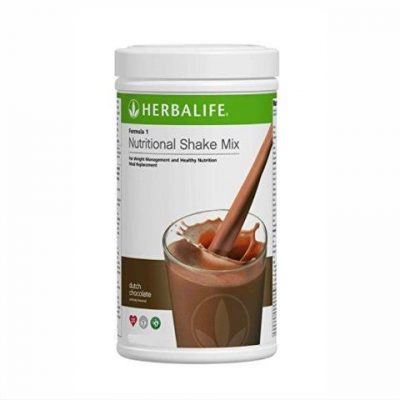 HERBALIFE
Formula 1
Nutritional Shake Mix
For Weight Management and Healthy Nutrition
Meal Replacement
dutch
chocolate